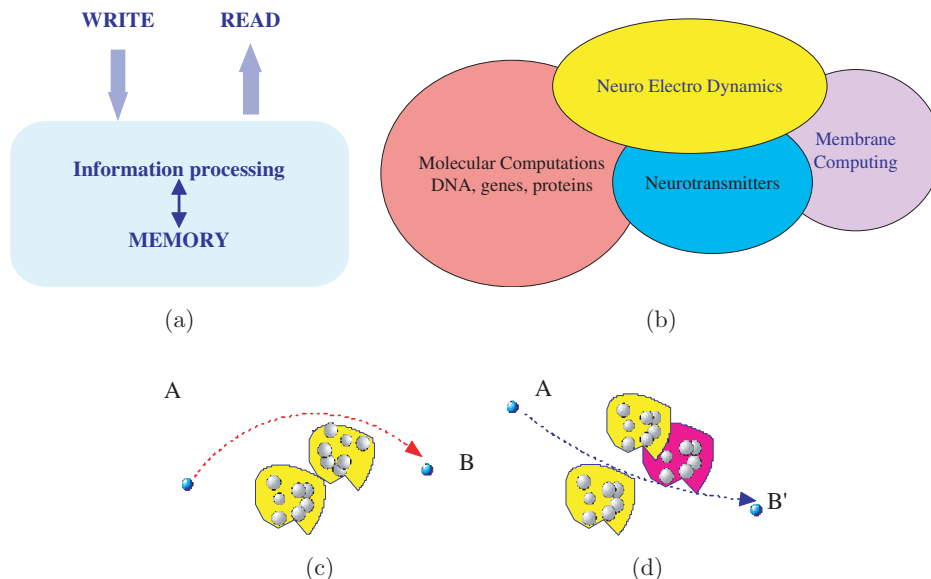 WRITE READ
Information processing
MEMORY
(a)
Neuro Electro Dynamics
Molecular Computations
DNA, genes, proteins
Neurotransmitters
Membrane
Computing
(b)
A
B
(c)
A
B'
(d)